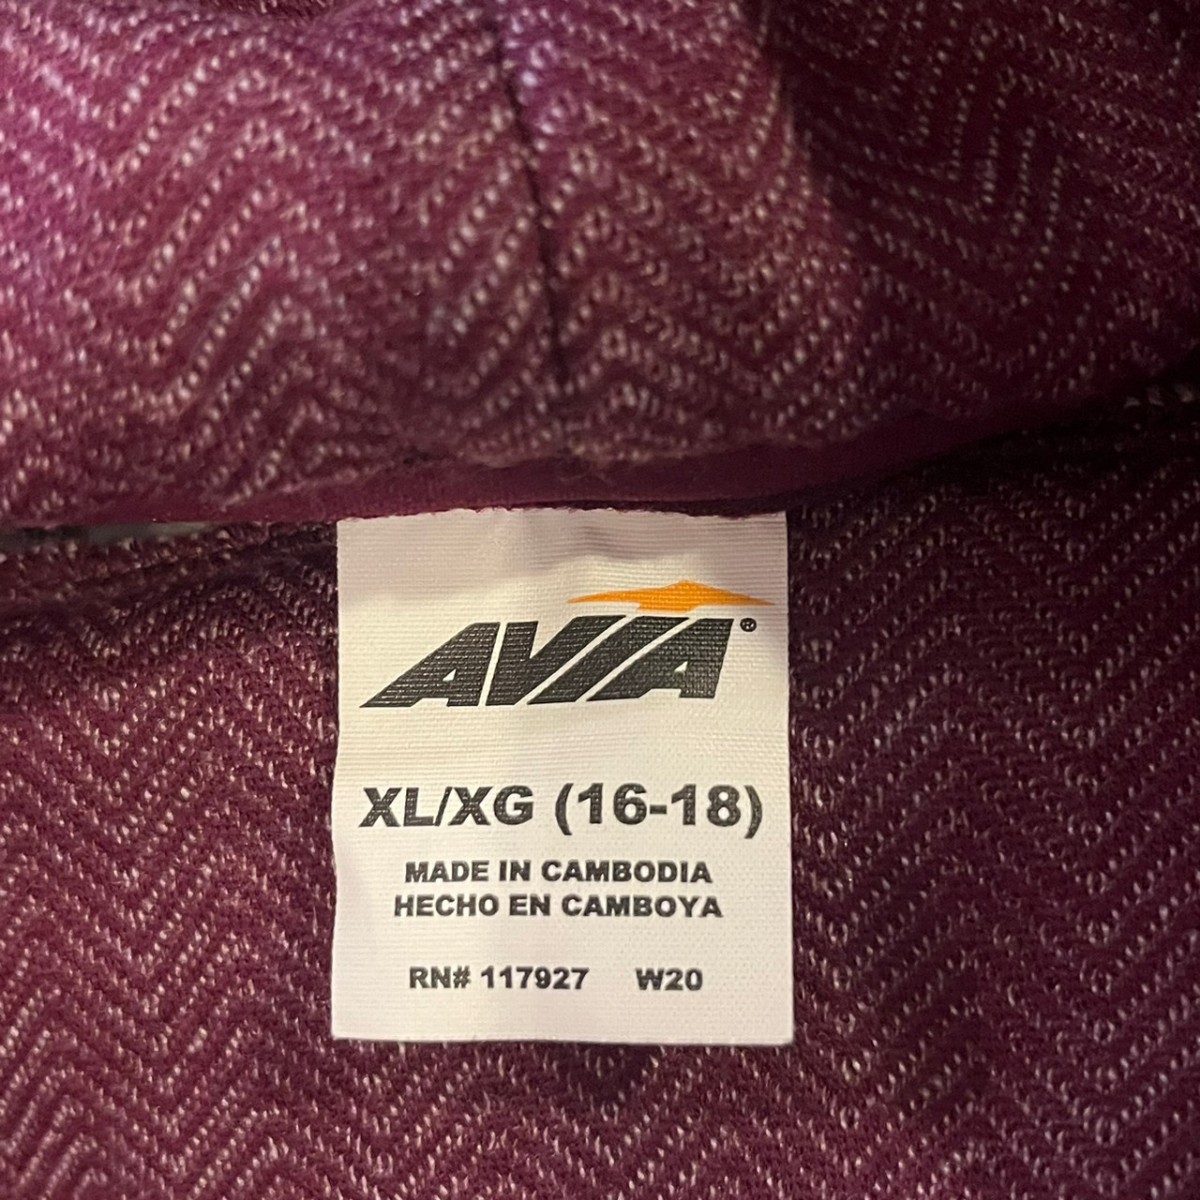 AVIA®
XL/XG (16-18)
MADE IN CAMBODIA
HECHO EN CAMBOYA
RN# 117927 W20